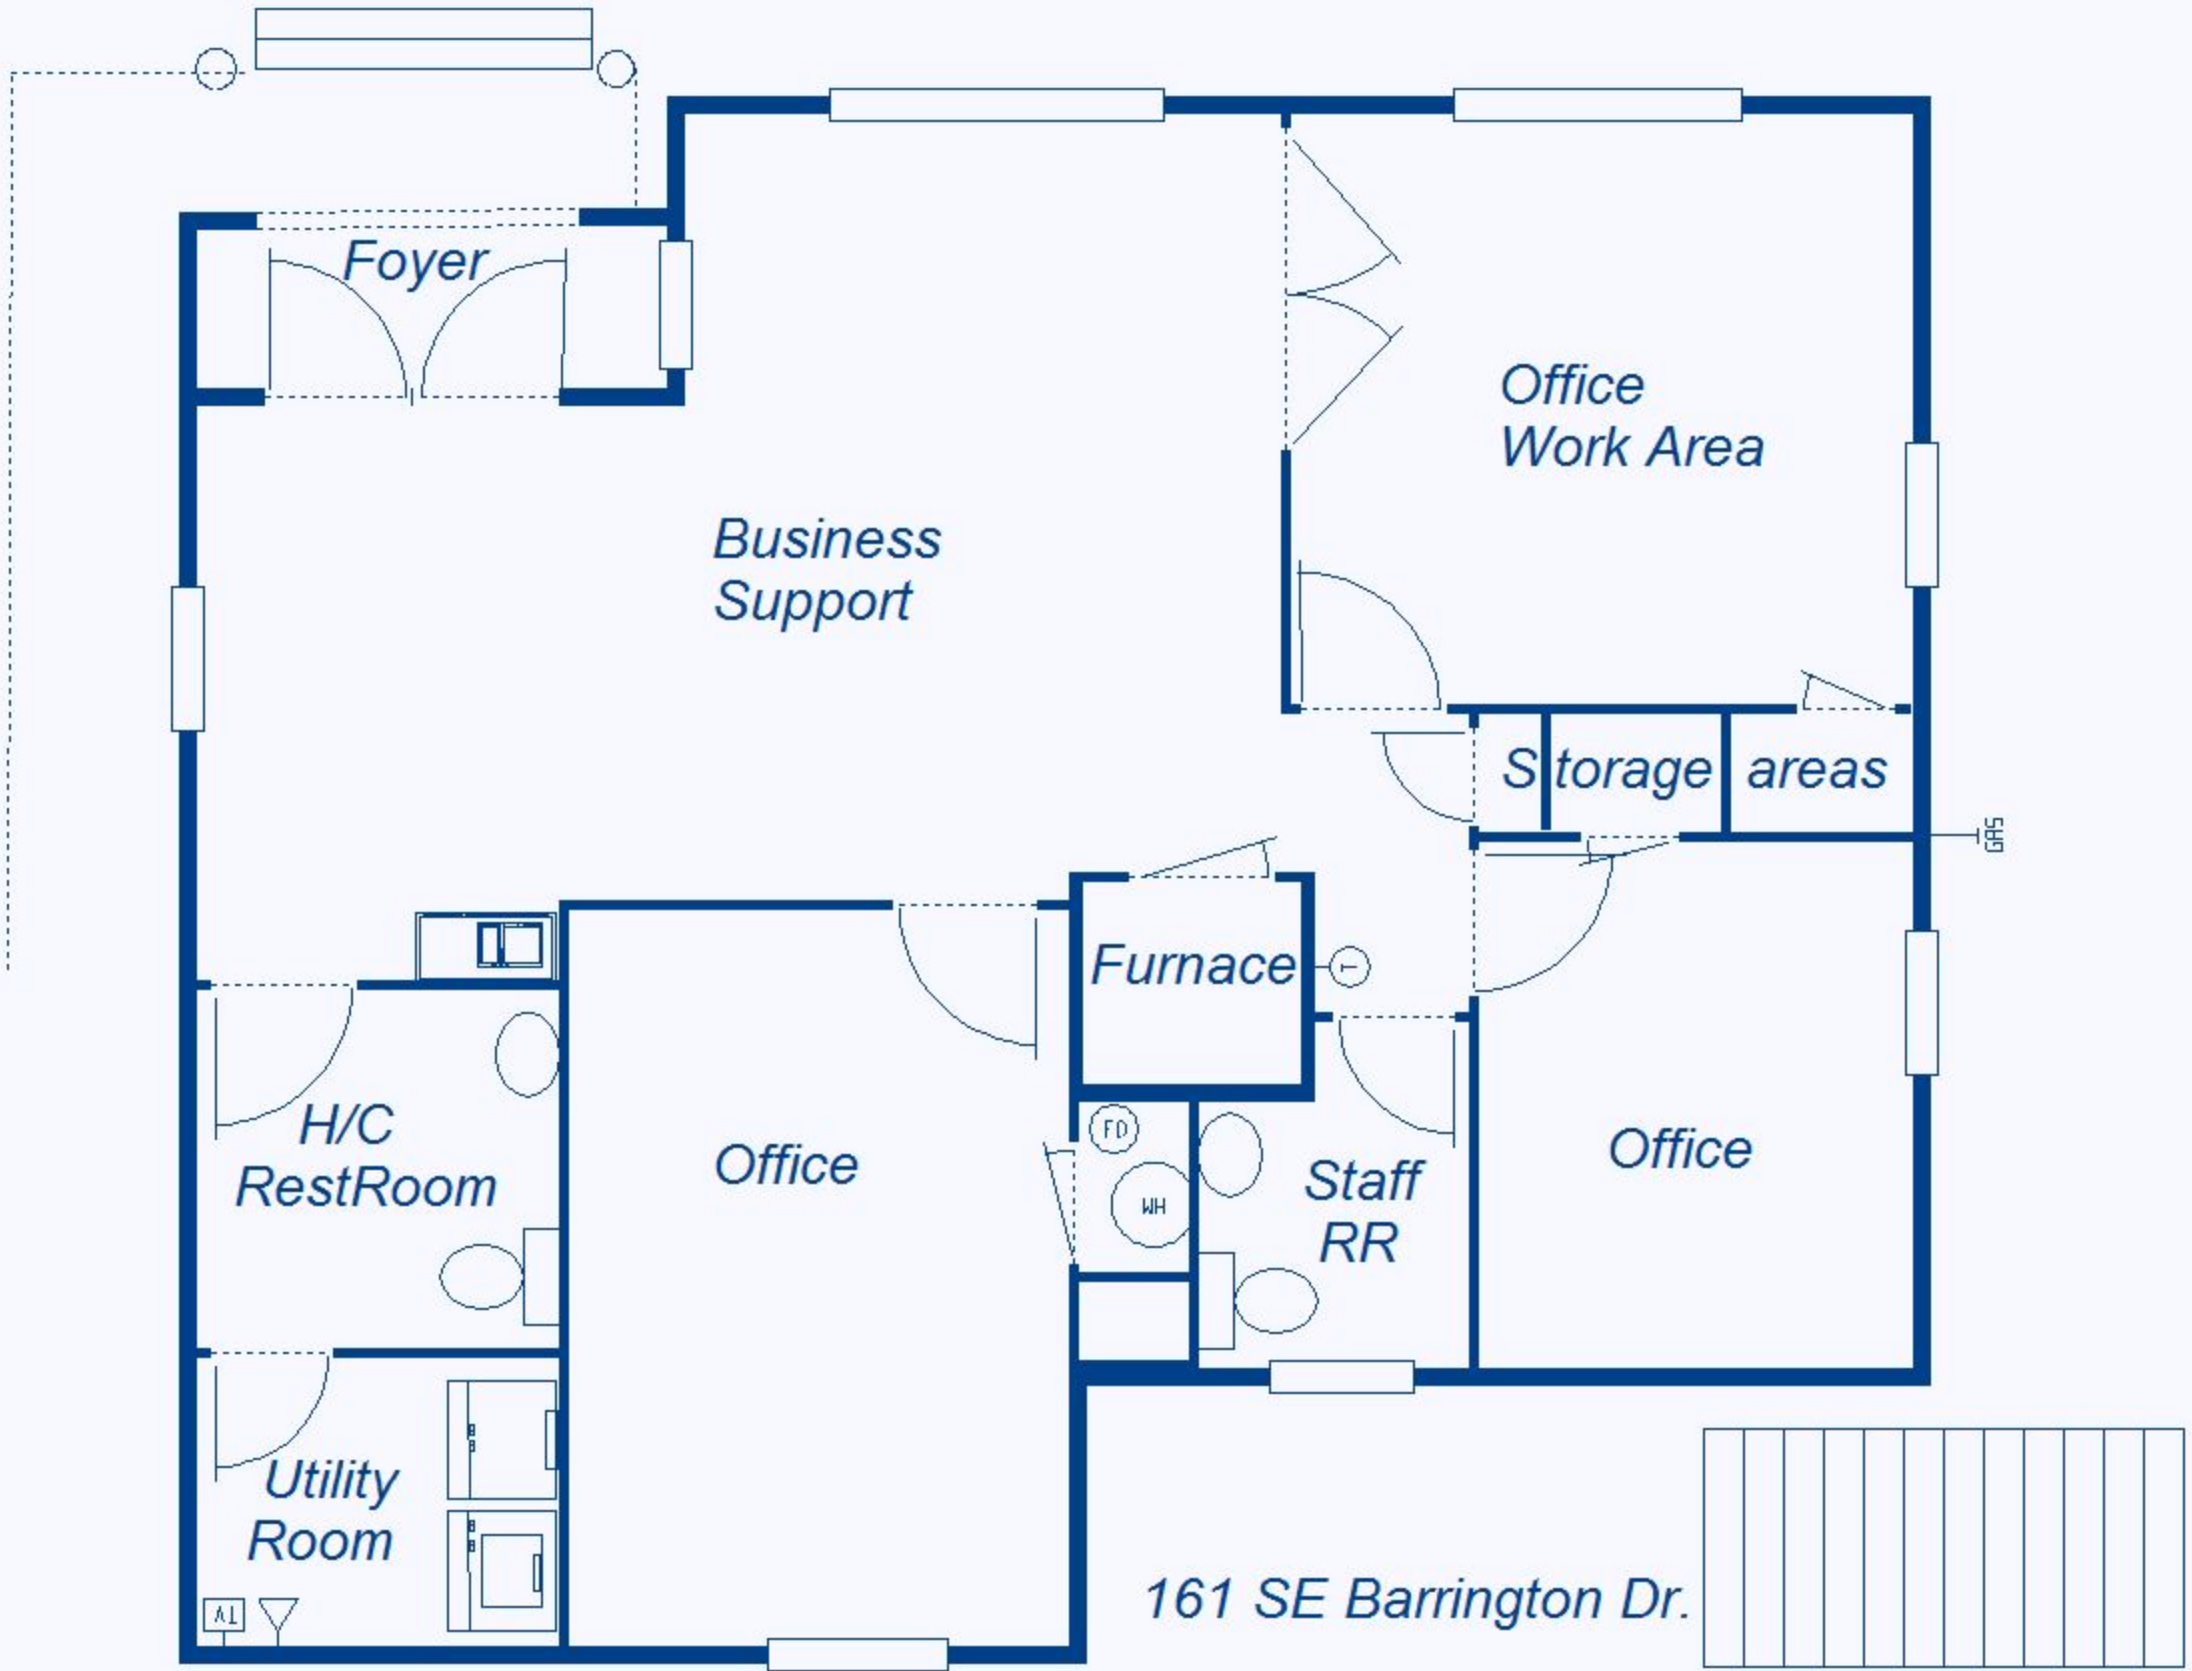 Foyer
Office
Work Area
Business
Support
Storage areas
GAS
Furnace
T
H/C
RestRoom
Office
FD
WH
Staff
RR
Office
Utility
Room
TV
161 SE Barrington Dr.